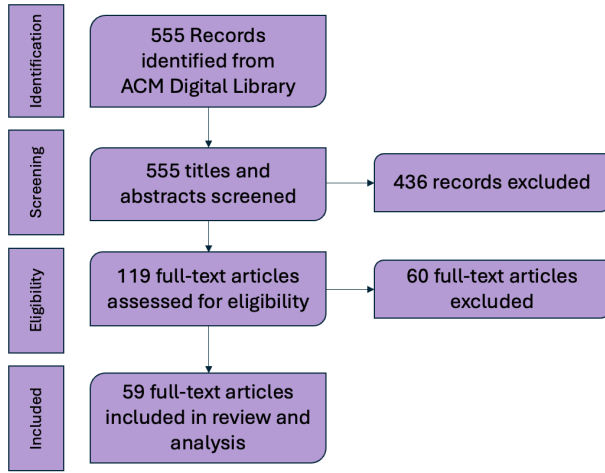 Identification
555 Records
identified from
ACM Digital Library
Screening
555 titles and
abstracts screened
436 records excluded
Eligibility
119 full-text articles
assessed for eligibility
60 full-text articles
excluded
Included
59 full-text articles
included in review and
analysis